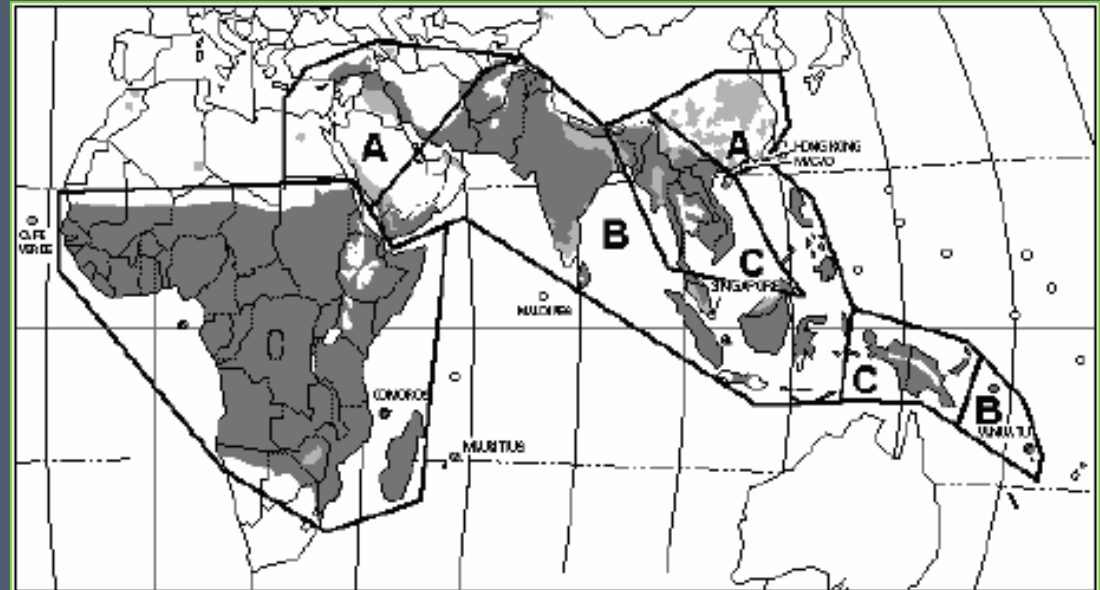 A
A
HONG KONG
MACAO
CAPE
VERDE
B
C
SINGAPORE
MALDIVES
C
COMOROS
B
VANUATU
MAURITIUS